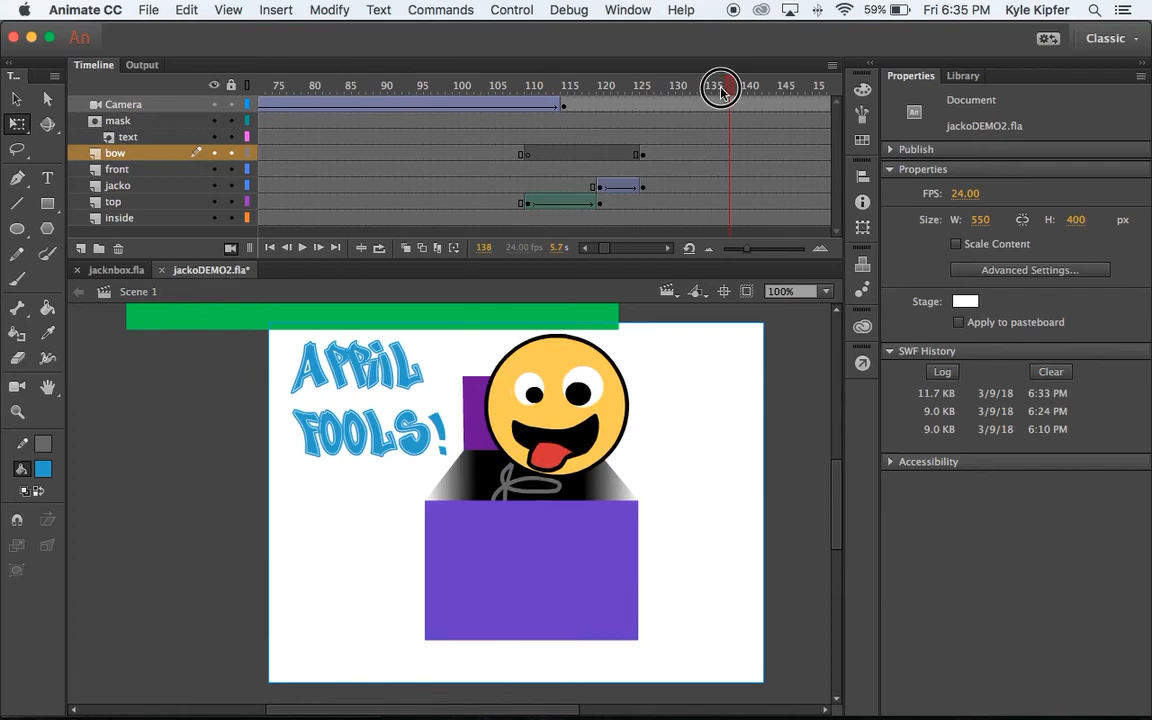 Animate CC File Edit View Insert Modify Text Commands Control Debug Window Help 59% Fri 6:35 PM Kyle Kipfer
An Classic
T... Timeline Output Properties Library
75 80 85 90 95 100 105 110 115 120 125 130 135 140 145 15
Camera
mask
text
bow
front
jacko
top
inside
138 24.00 fps 5.7 s
jacknbox.fla jackoDEMO2.fla*
Scene 1 100%
APRIL
FOOLS!
Document
jackoDEMO2.fla
Publish
Properties
FPS: 24.00
Size: W: 550 H: 400 px
Scale Content
Advanced Settings...
Stage:
Apply to pasteboard
SWF History
Log Clear
11.7 KB 3/9/18 6:33 PM
9.0 KB 3/9/18 6:24 PM
9.0 KB 3/9/18 6:10 PM
Accessibility